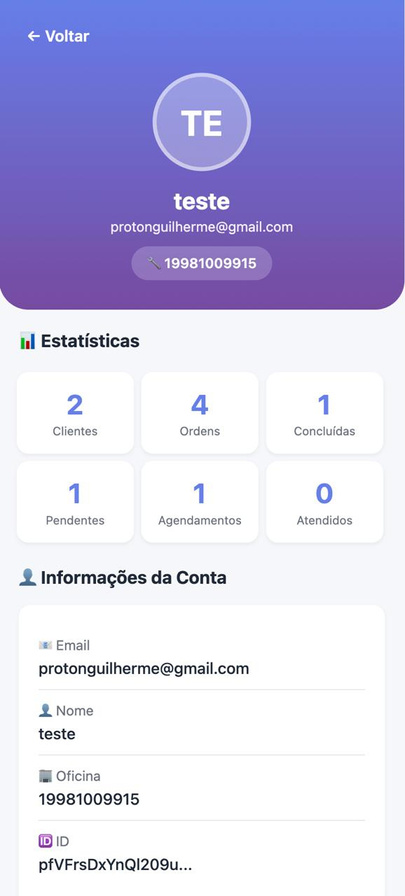 ← Voltar
TE
teste
protonguilherme@gmail.com
🔧 19981009915
📊 Estatísticas
2 4 1
Clientes Ordens Concluídas
1 1 0
Pendentes Agendamentos Atendidos
👤 Informações da Conta
📧 Email
protonguilherme@gmail.com
👤 Nome
teste
🏢 Oficina
19981009915
🆔 ID
pfVFrsDxYnQl209u...